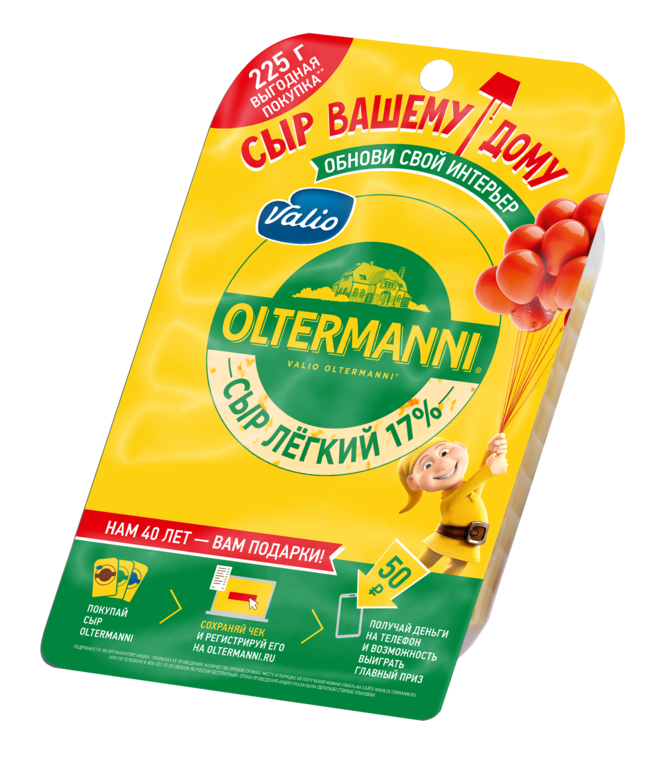 225 Г
ВЫГОДНАЯ
ПОКУПКА**
СЫР ВАШЕМУ ДОМУ
ОБНОВИ СВОЙ ИНТЕРЬЕР
Valio
OLTERMANNI®
VALIO OLTERMANNI®
СЫР ЛЁГКИЙ 17%
НАМ 40 ЛЕТ — ВАМ ПОДАРКИ!
ПОКУПАЙ
СЫР
OLTERMANNI
СОХРАНЯЙ ЧЕК
И РЕГИСТРИРУЙ ЕГО
НА OLTERMANNI.RU
50
ПОЛУЧАЙ ДЕНЬГИ
НА ТЕЛЕФОН
И ВОЗМОЖНОСТЬ
ВЫИГРАТЬ
ГЛАВНЫЙ ПРИЗ